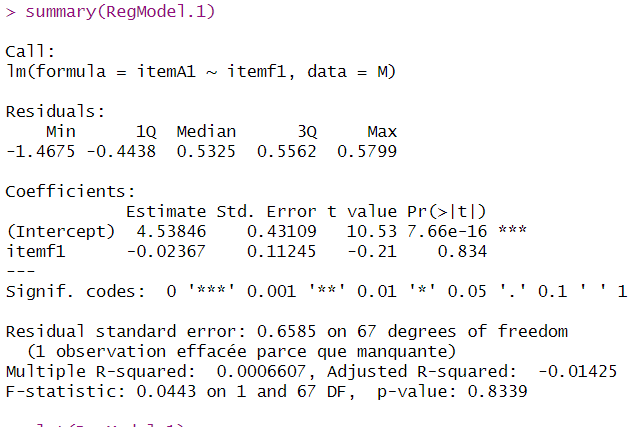 > summary(RegModel.1)
Call:
lm(formula = itemA1 ~ itemf1, data = M)
Residuals:
    Min      1Q  Median      3Q     Max
-1.4675 -0.4438  0.5325  0.5562  0.5799
Coefficients:
            Estimate Std. Error t value Pr(>|t|)
(Intercept)  4.53846    0.43109   10.53 7.66e-16 ***
itemf1      -0.02367    0.11245   -0.21    0.834
---
Signif. codes:  0 '***' 0.001 '**' 0.01 '*' 0.05 '.' 0.1 ' ' 1
Residual standard error: 0.6585 on 67 degrees of freedom
  (1 observation effacée parce que manquante)
Multiple R-squared:  0.0006607, Adjusted R-squared:  -0.01425
F-statistic: 0.0443 on 1 and 67 DF,  p-value: 0.8339